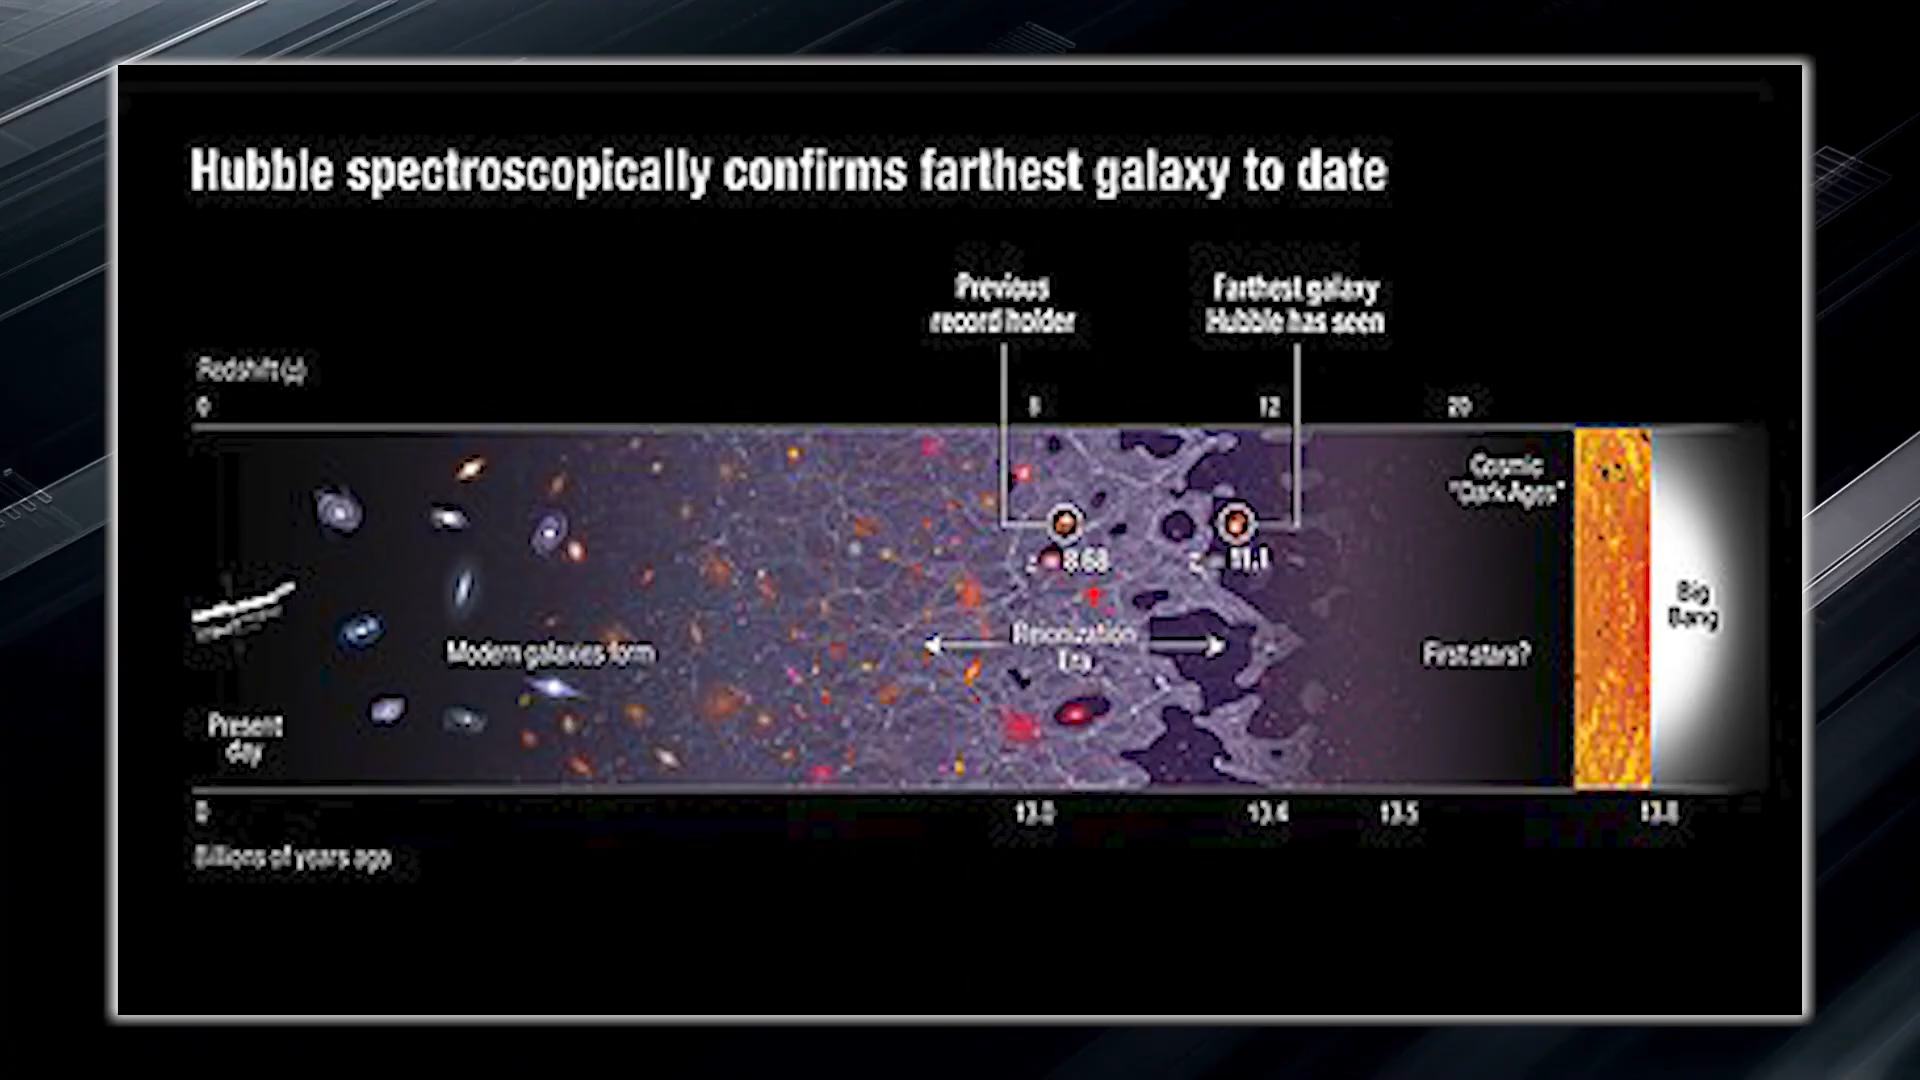 Hubble spectroscopically confirms farthest galaxy to date
Previous
record holder
Farthest galaxy
Hubble has seen
Redshift (z)
0
8
12
20
Cosmic
"Dark Ages"
z = 8.68
z = 11.1
Big
Bang
Reionization
Era
Modern galaxies form
First stars?
Present
day
0
13.0
13.4
13.5
13.8
Billions of years ago